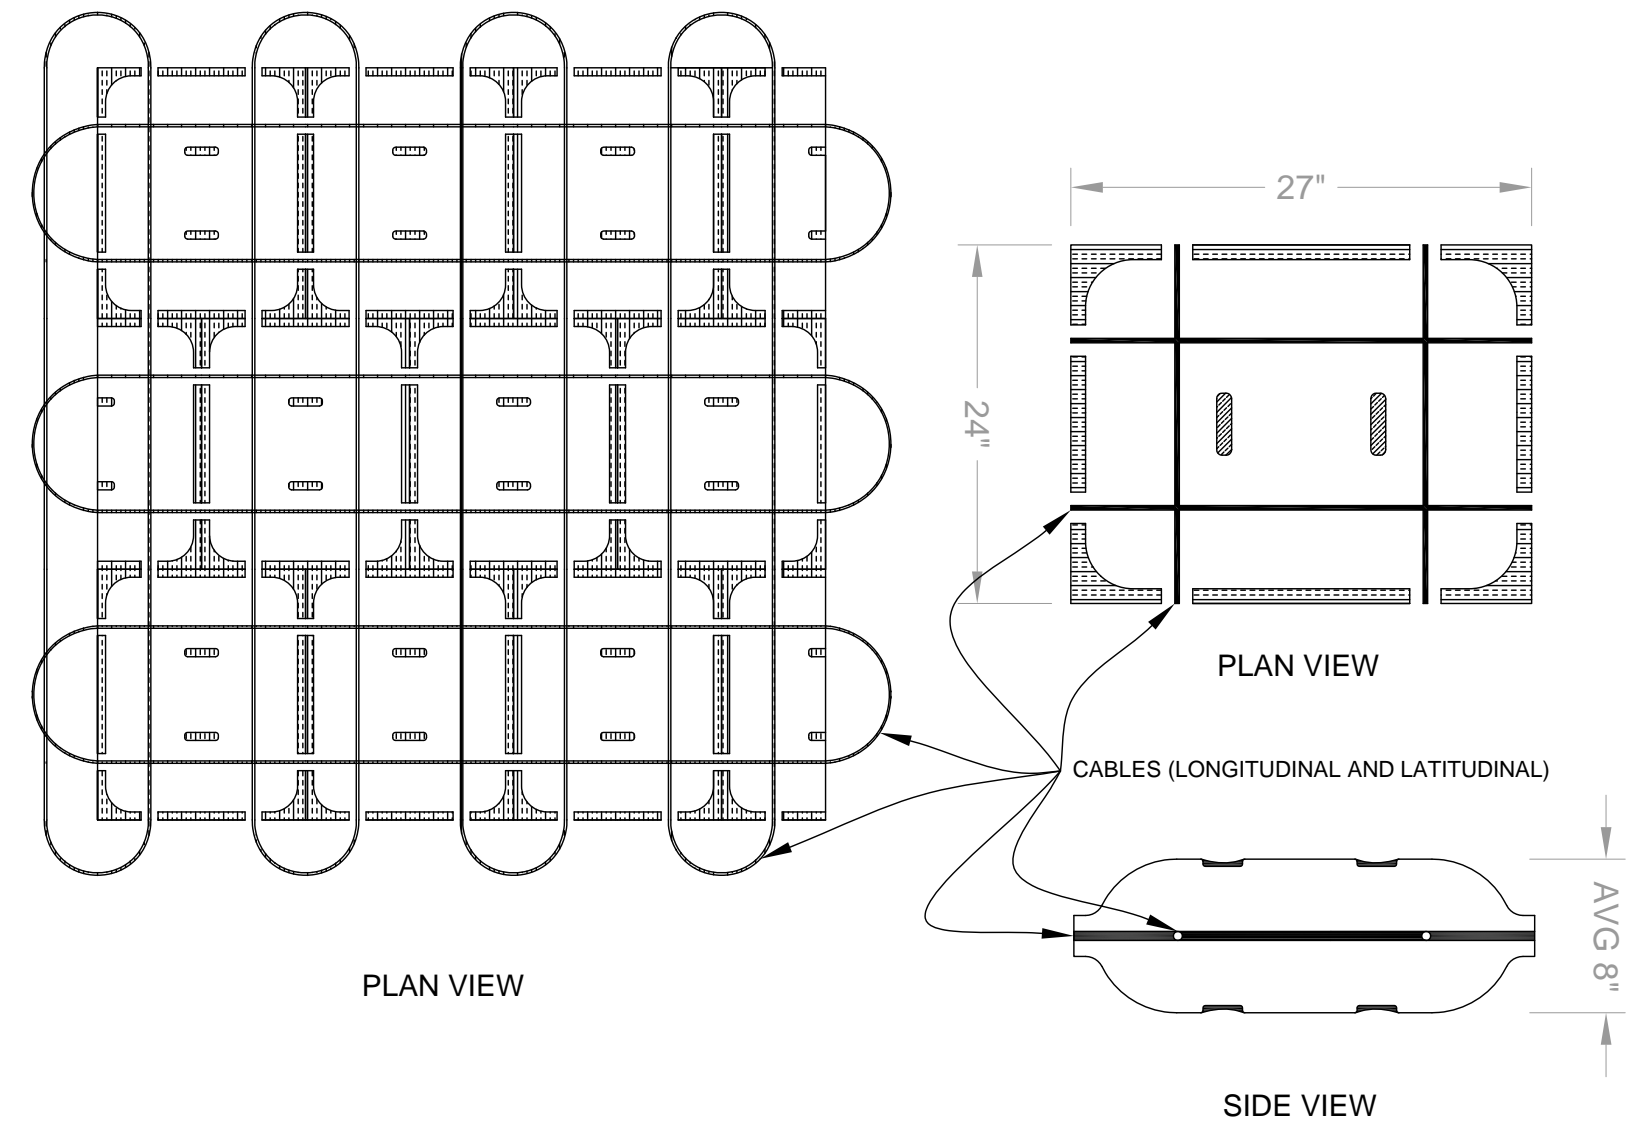 27"
24"
PLAN VIEW
CABLES (LONGITUDINAL AND LATITUDINAL)
AVG 8"
PLAN VIEW
SIDE VIEW